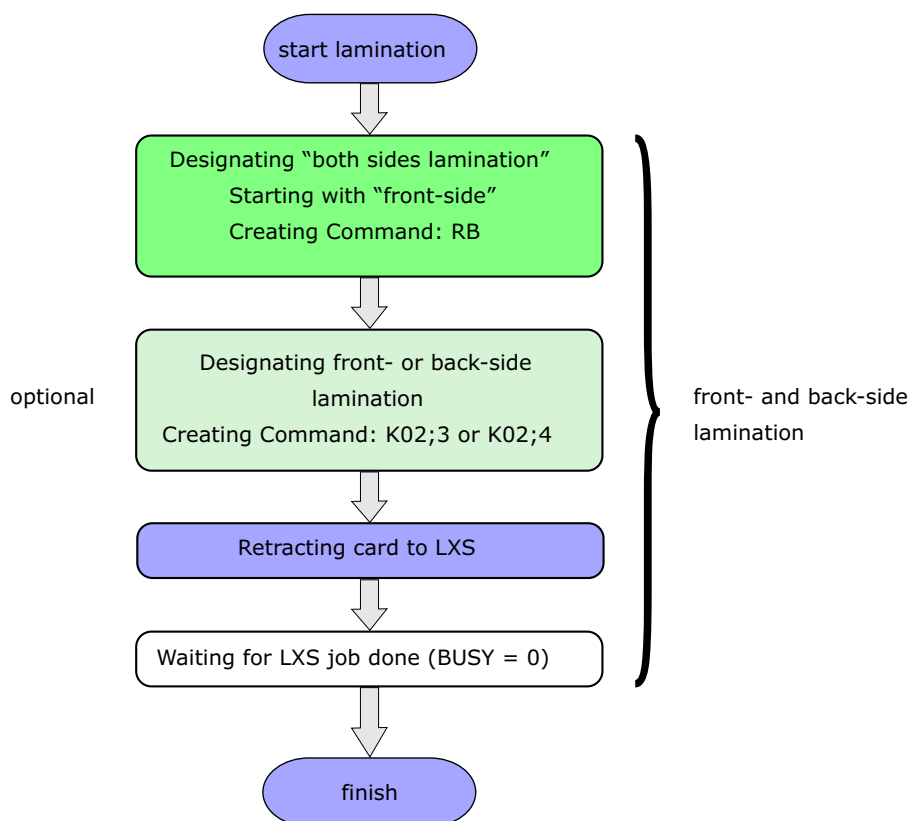 start lamination
Designating “both sides lamination”
Starting with “front-side”
Creating Command: RB
Designating front- or back-side
lamination
Creating Command: K02;3 or K02;4
optional
front- and back-side
lamination
Retracting card to LXS
Waiting for LXS job done (BUSY = 0)
finish